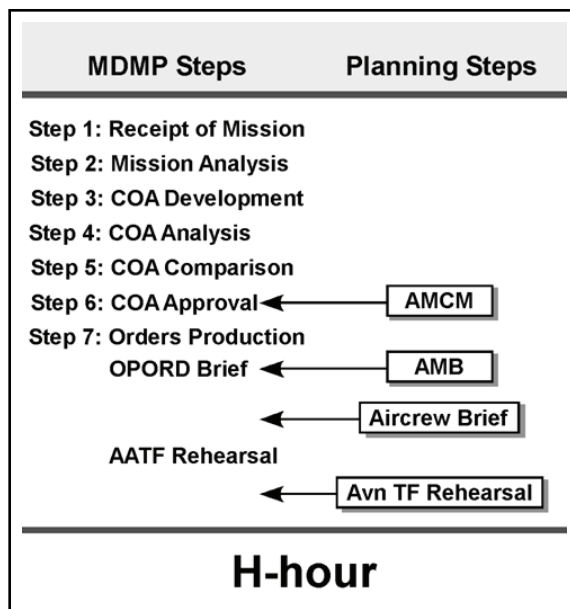 MDMP Steps Planning Steps
Step 1: Receipt of Mission
Step 2: Mission Analysis
Step 3: COA Development
Step 4: COA Analysis
Step 5: COA Comparison
Step 6: COA Approval AMCM
Step 7: Orders Production
OPORD Brief AMB
Aircrew Brief
AATF Rehearsal
Avn TF Rehearsal
H-hour